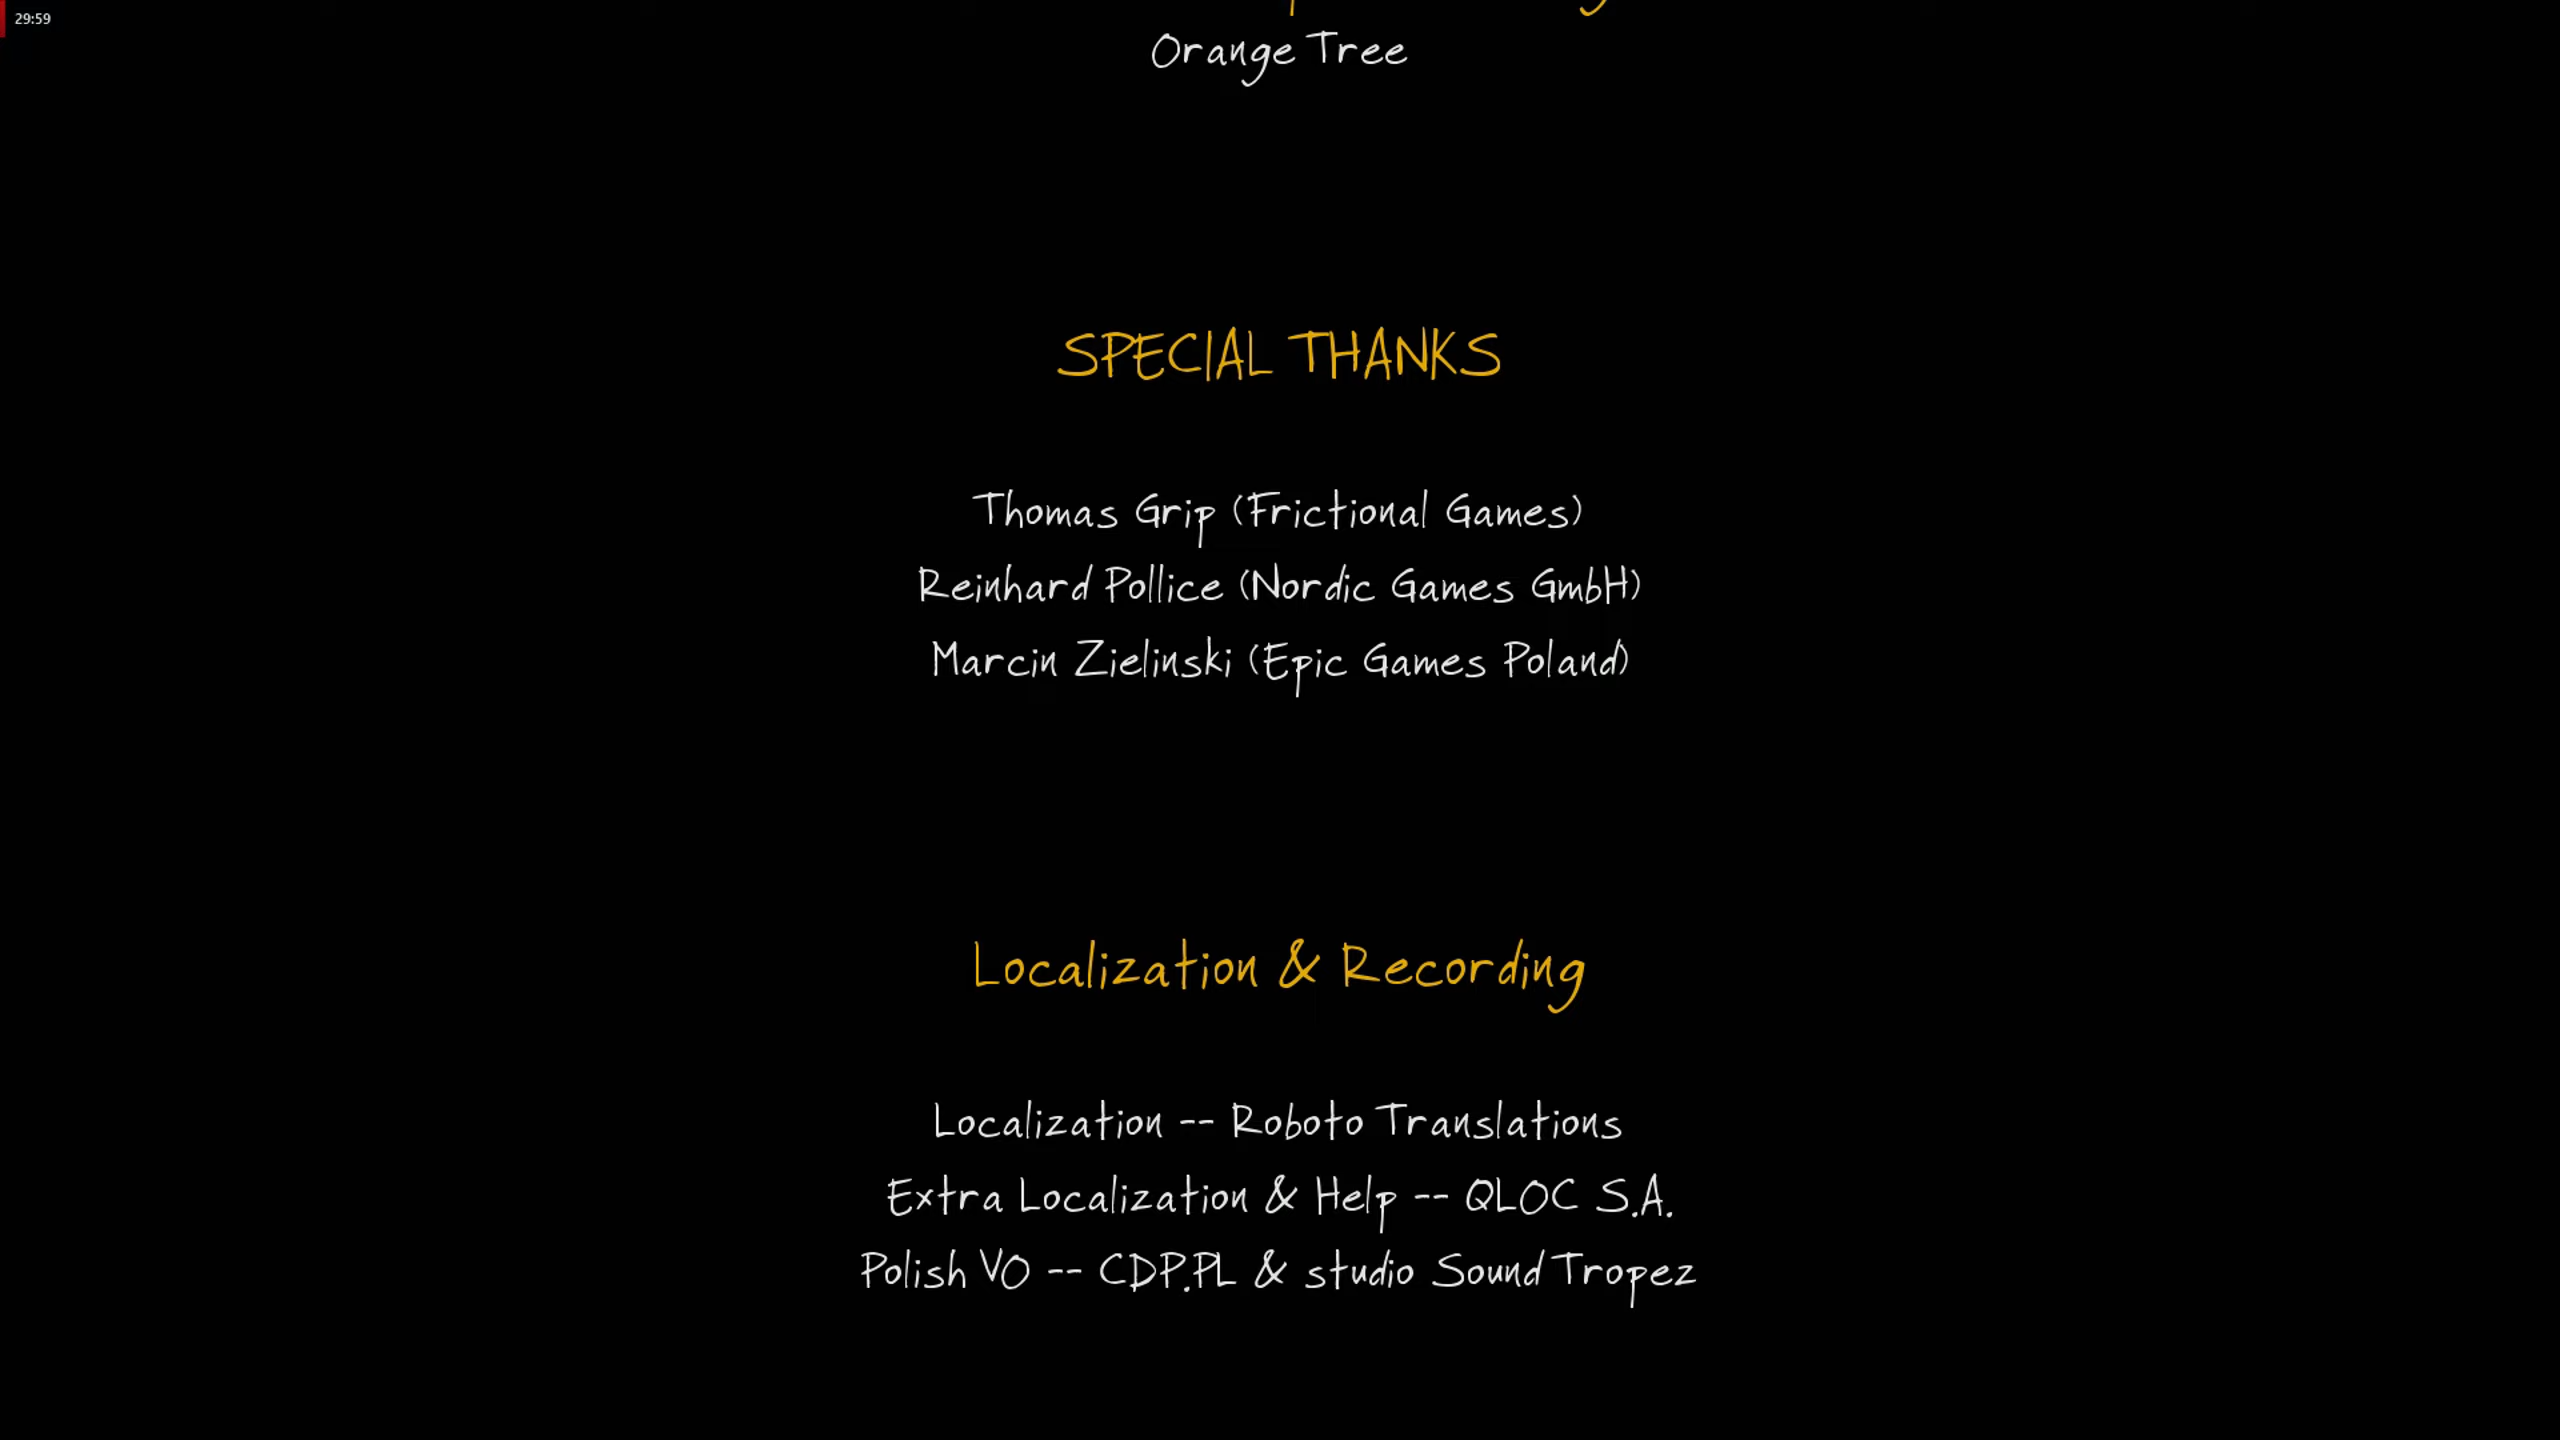 29:59
Orange Tree
SPECIAL THANKS
Thomas Grip (Frictional Games)
Reinhard Pollice (Nordic Games GmbH)
Marcin Zielinski (Epic Games Poland)
Localization & Recording
Localization -- Roboto Translations
Extra Localization & Help -- QLOC S.A.
Polish VO -- CDP.PL & studio Sound Tropez